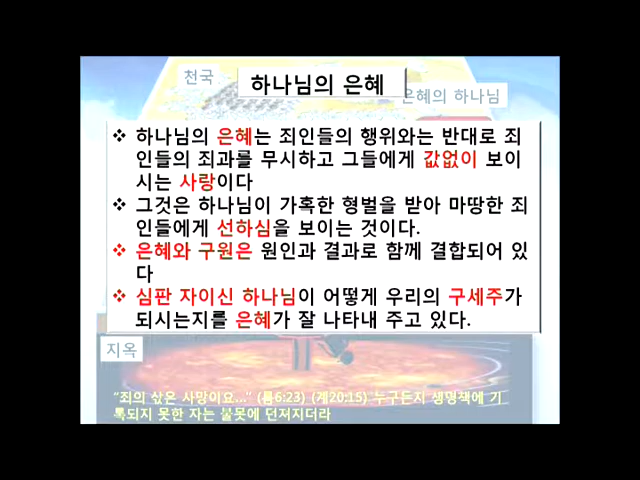 천국
하나님의 은혜
은혜의 하나님
❖ 하나님의 은혜는 죄인들의 행위와는 반대로 죄
인들의 죄과를 무시하고 그들에게 값없이 보이
시는 사랑이다
❖ 그것은 하나님이 가혹한 형벌을 받아 마땅한 죄
인들에게 선하심을 보이는 것이다.
❖ 은혜와 구원은 원인과 결과로 함께 결합되어 있
다
❖ 심판 자이신 하나님이 어떻게 우리의 구세주가
되시는지를 은혜가 잘 나타내 주고 있다.
지옥
"죄의 삯은 사망이요..." (롬6:23) (계20:15) 누구든지 생명책에 기
록되지 못한 자는 불못에 던져지더라